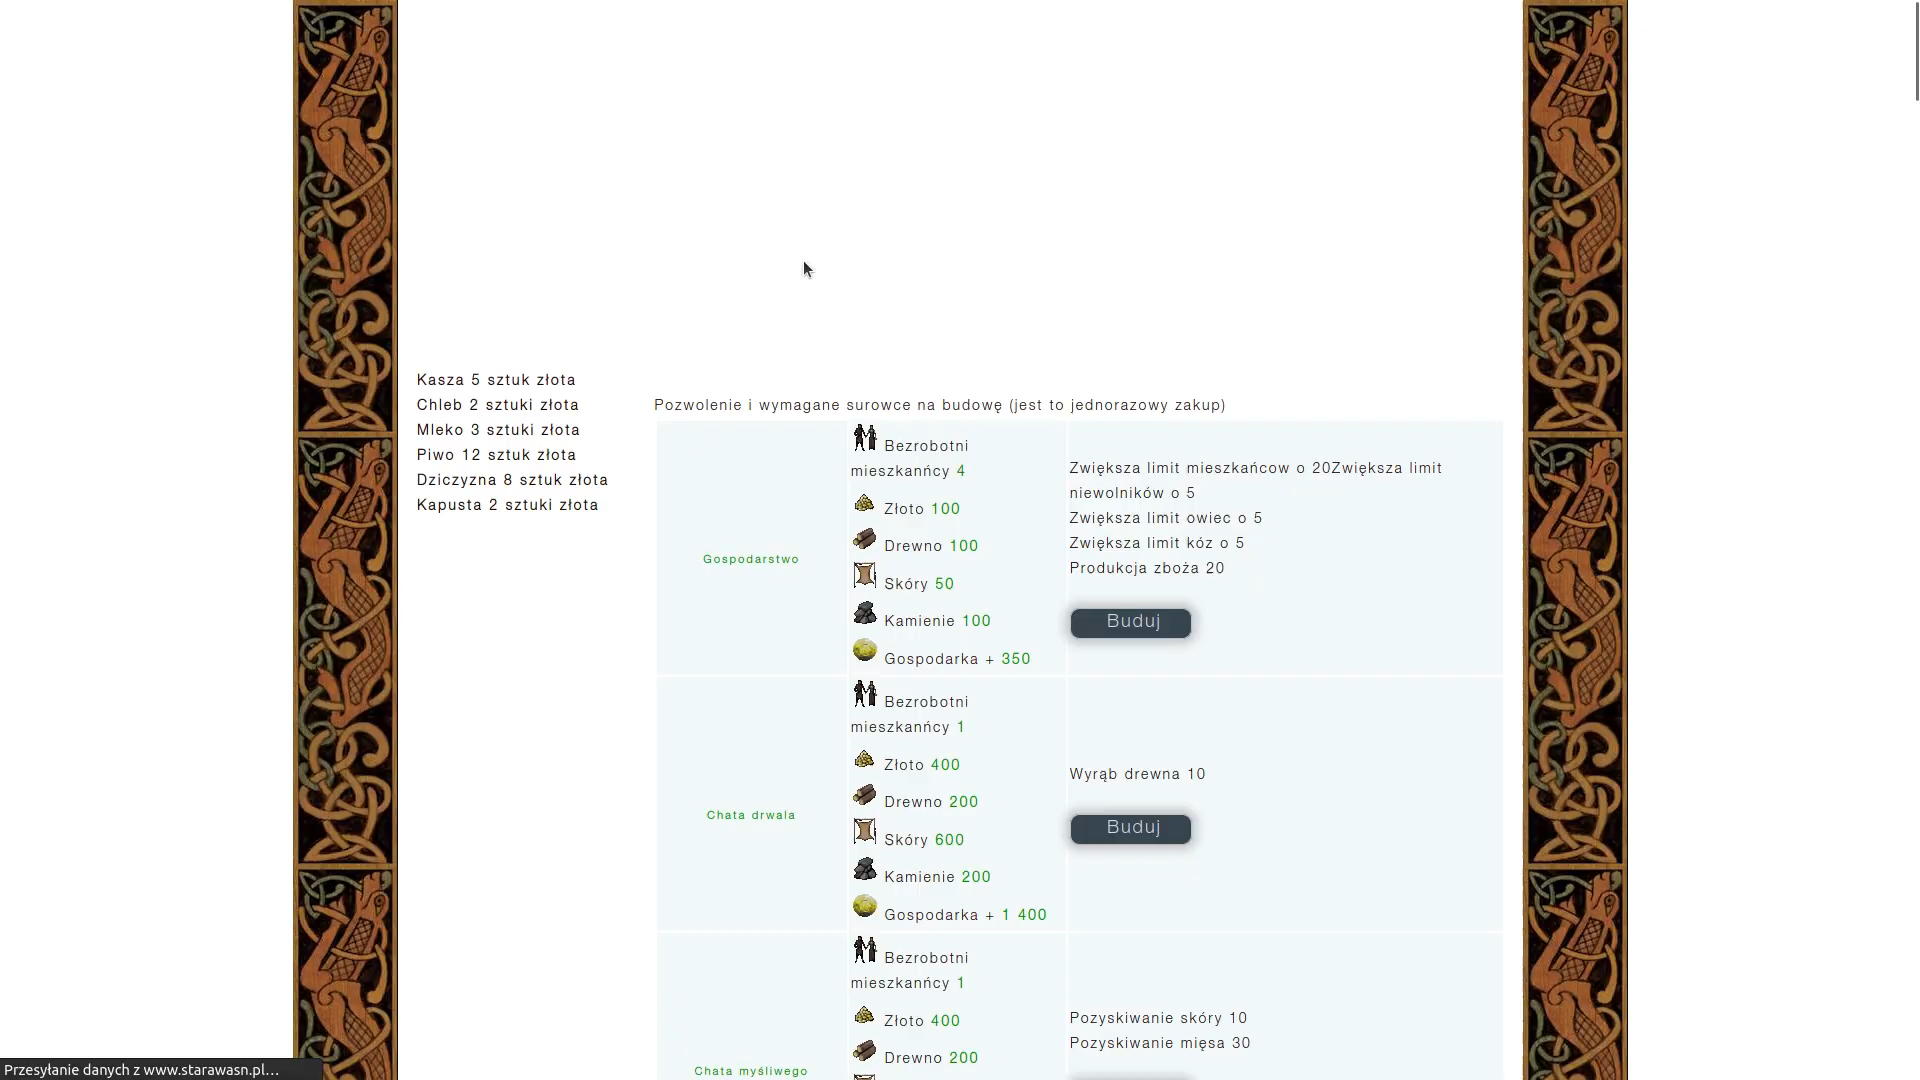 Kasza 5 sztuk złota
Chleb 2 sztuki złota
Mleko 3 sztuki złota
Piwo 12 sztuk złota
Dziczyzna 8 sztuk złota
Kapusta 2 sztuki złota
Pozwolenie i wymagane surowce na budowę (jest to jednorazowy zakup)
Gospodarstwo
Bezrobotni
mieszkanńcy 4
Złoto 100
Drewno 100
Skóry 50
Kamienie 100
Gospodarka + 350
Zwiększa limit mieszkańcow o 20Zwiększa limit
niewolników o 5
Zwiększa limit owiec o 5
Zwiększa limit kóz o 5
Produkcja zboża 20
Buduj
Chata drwala
Bezrobotni
mieszkanńcy 1
Złoto 400
Drewno 200
Skóry 600
Kamienie 200
Gospodarka + 1 400
Wyrąb drewna 10
Buduj
Chata myśliwego
Bezrobotni
mieszkanńcy 1
Złoto 400
Drewno 200
Pozyskiwanie skóry 10
Pozyskiwanie mięsa 30
Przesyłanie danych z www.starawasn.pl…